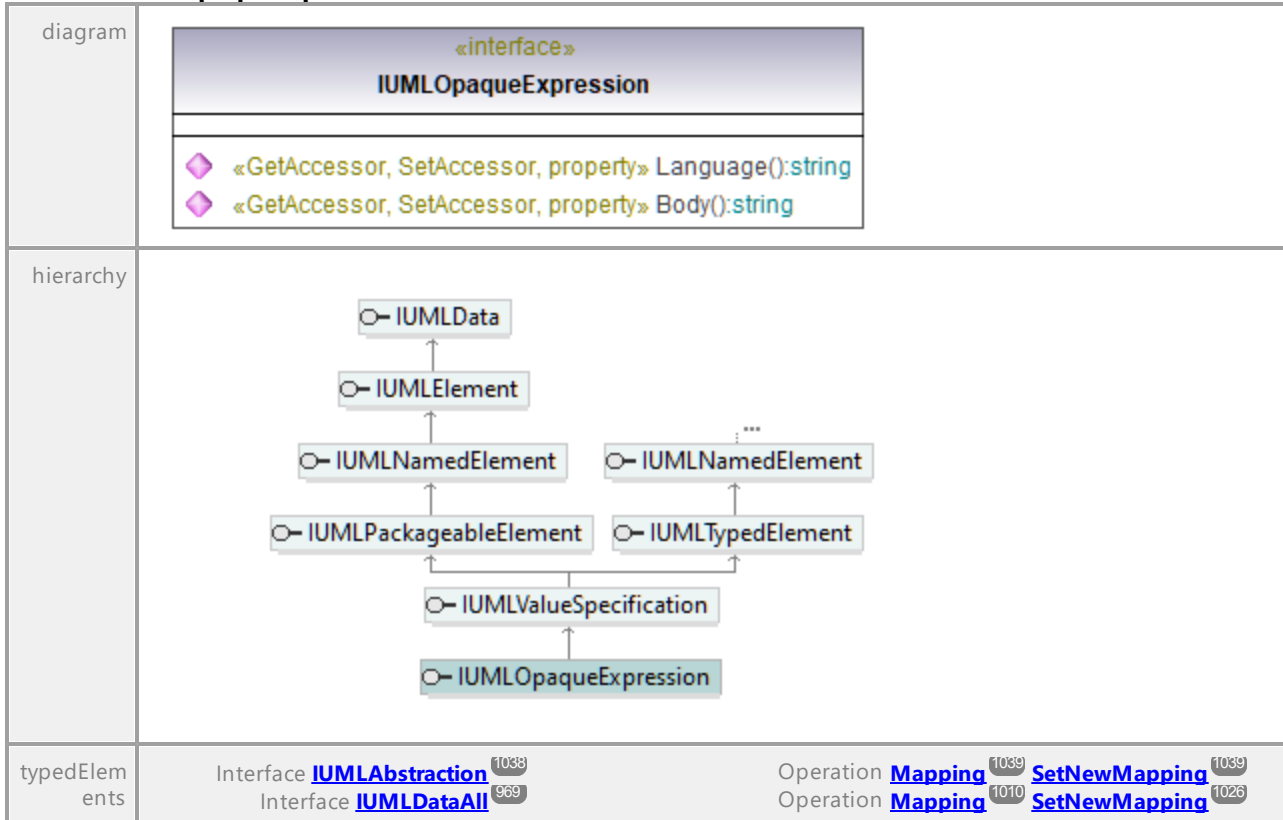 diagram
«interface»
IUMLOpaqueExpression
«GetAccessor, SetAccessor, property» Language():string
«GetAccessor, SetAccessor, property» Body():string
hierarchy
IUMLData
IUMLElement
IUMLNamedElement IUMLNamedElement
IUMLPackageableElement IUMLTypedElement
IUMLValueSpecification
IUMLOpaqueExpression
typedElem
ents
Interface IUMLAbstraction 1038 Operation Mapping 1039 SetNewMapping 1039
Interface IUMLDataAll 969 Operation Mapping 1010 SetNewMapping 1026